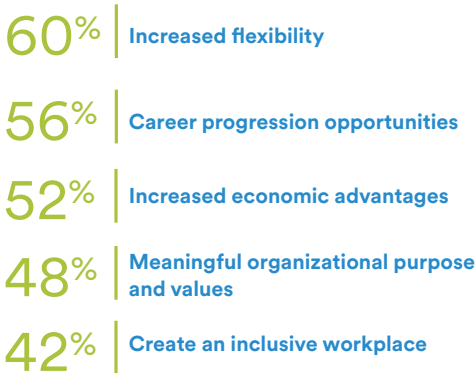 60% Increased flexibility
56% Career progression opportunities
52% Increased economic advantages
48% Meaningful organizational purpose
and values
42% Create an inclusive workplace